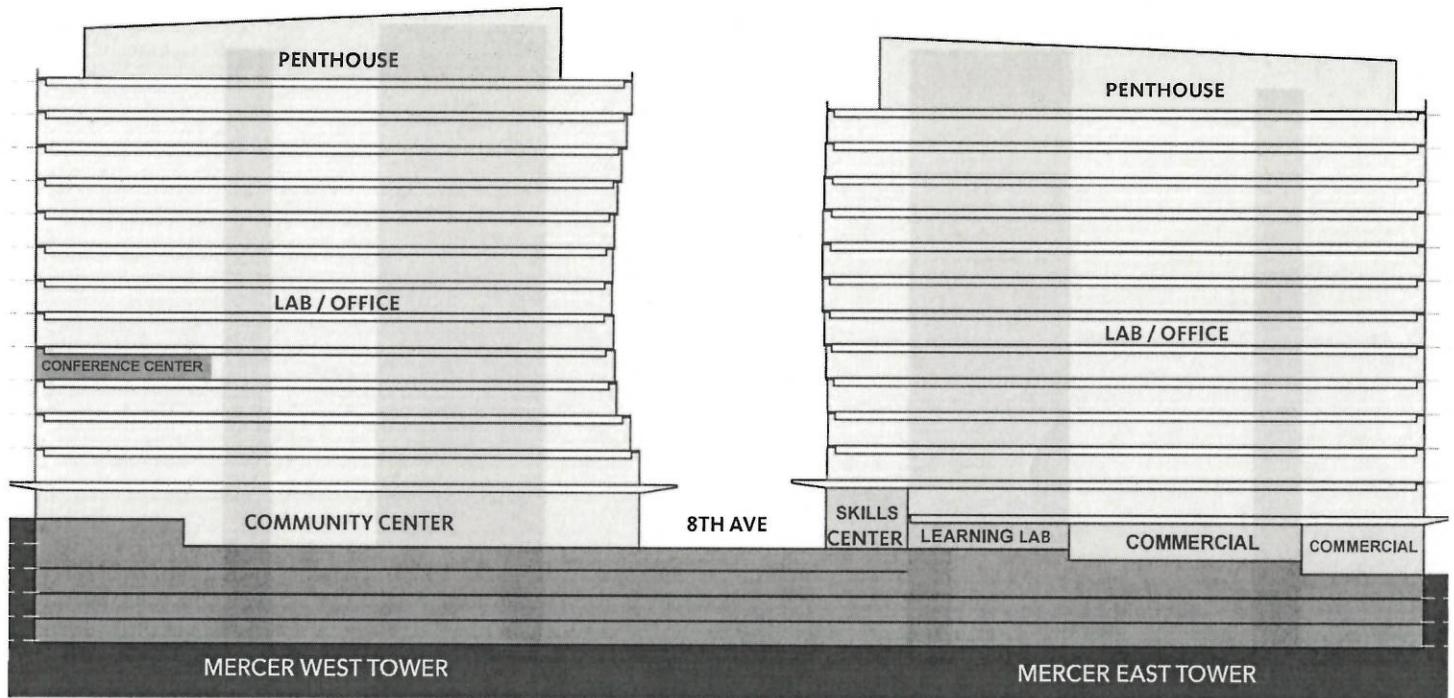 PENTHOUSE
PENTHOUSE
LAB / OFFICE
LAB / OFFICE
CONFERENCE CENTER
COMMUNITY CENTER
8TH AVE
SKILLS
CENTER
LEARNING LAB
COMMERCIAL
COMMERCIAL
MERCER WEST TOWER
MERCER EAST TOWER